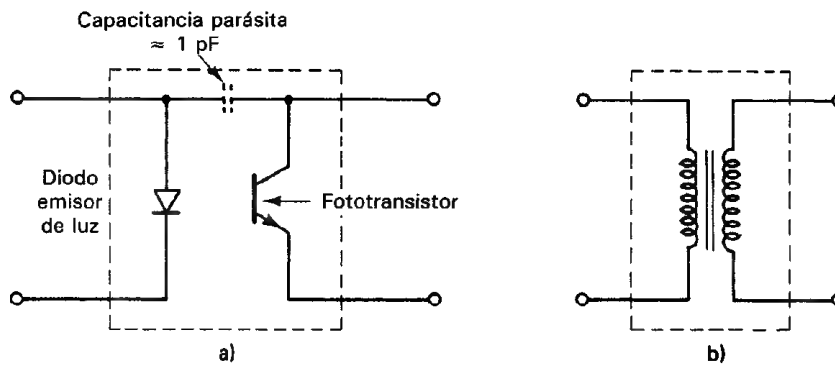 Capacitancia parásita
≈ 1 pF
Diodo
emisor
de luz
Fototransistor
a)
b)